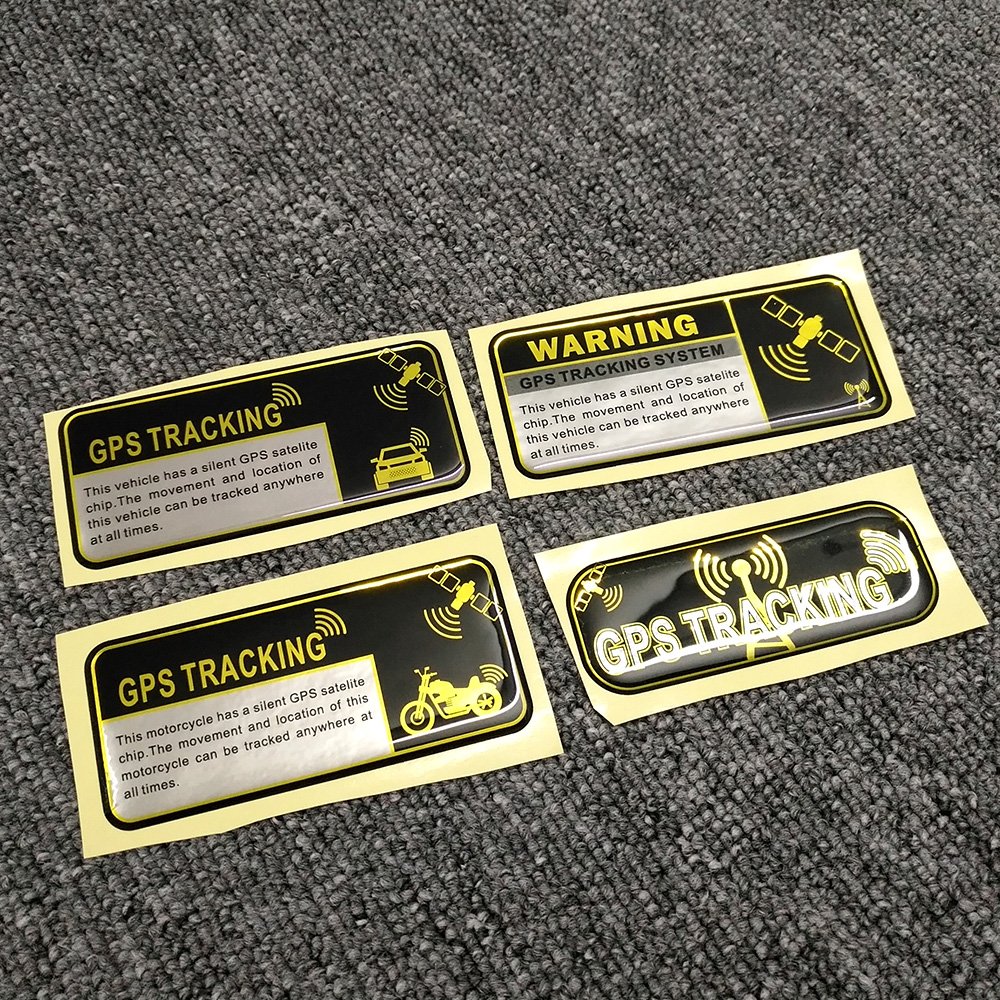 GPS TRACKING
This vehicle has a silent GPS satelite
chip.The movement and location of
this vehicle can be tracked anywhere
at all times.
WARNING
GPS TRACKING SYSTEM
This vehicle has a silent GPS satelite
chip.The movement and location of
this vehicle can be tracked anywhere
at all times.
GPS TRACKING
This motorcycle has a silent GPS satelite
chip.The movement and location of this
motorcycle can be tracked anywhere at
all times.
GPS TRACKING